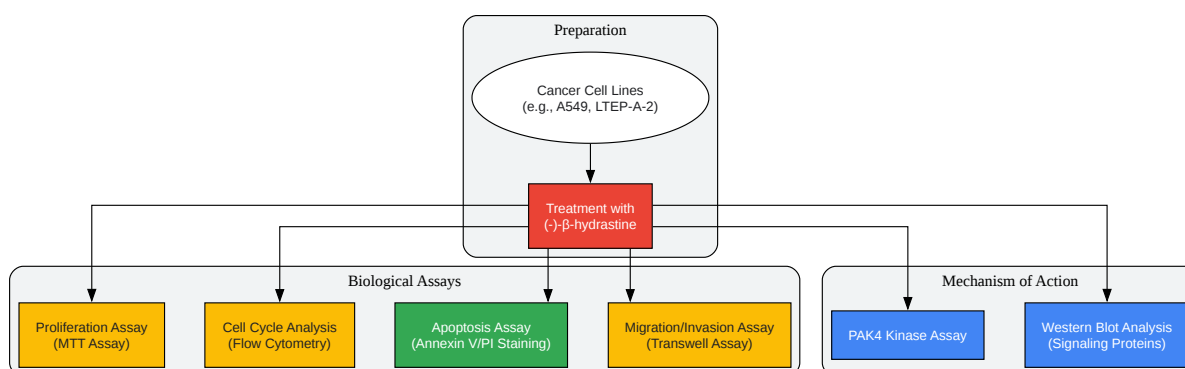 Preparation
Cancer Cell Lines
(e.g., A549, LTEP-A-2)
Treatment with
(-)-β-hydrastine
Biological Assays
Mechanism of Action
Proliferation Assay
(MTT Assay)
Cell Cycle Analysis
(Flow Cytometry)
Apoptosis Assay
(Annexin V/PI Staining)
Migration/Invasion Assay
(Transwell Assay)
PAK4 Kinase Assay
Western Blot Analysis
(Signaling Proteins)